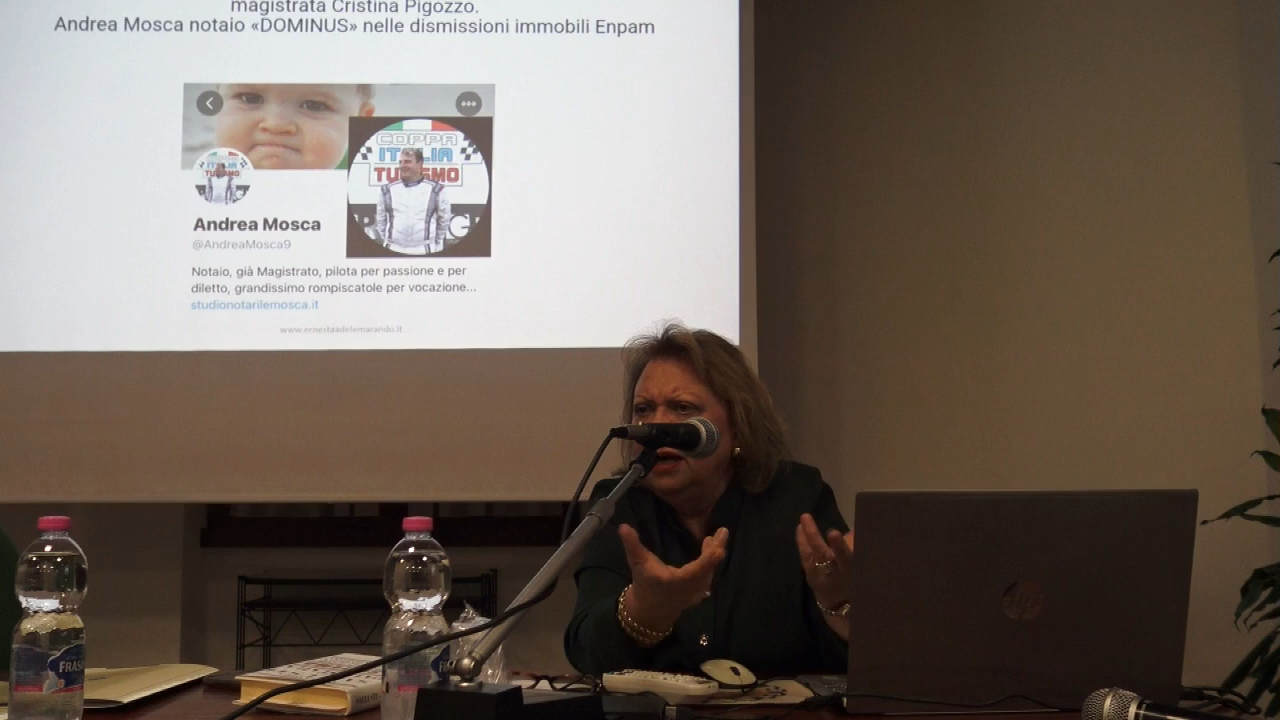 magistrata Cristina Pigozzo.
Andrea Mosca notaio «DOMINUS» nelle dismissioni immobili Enpam
COPPA
ITALIA
TURISMO
Andrea Mosca
@AndreaMosca9
Notaio, già Magistrato, pilota per passione e per
diletto, grandissimo rompiscatole per vocazione...
studionotarilemosca.it
www.ernestaadelemarando.it
hp